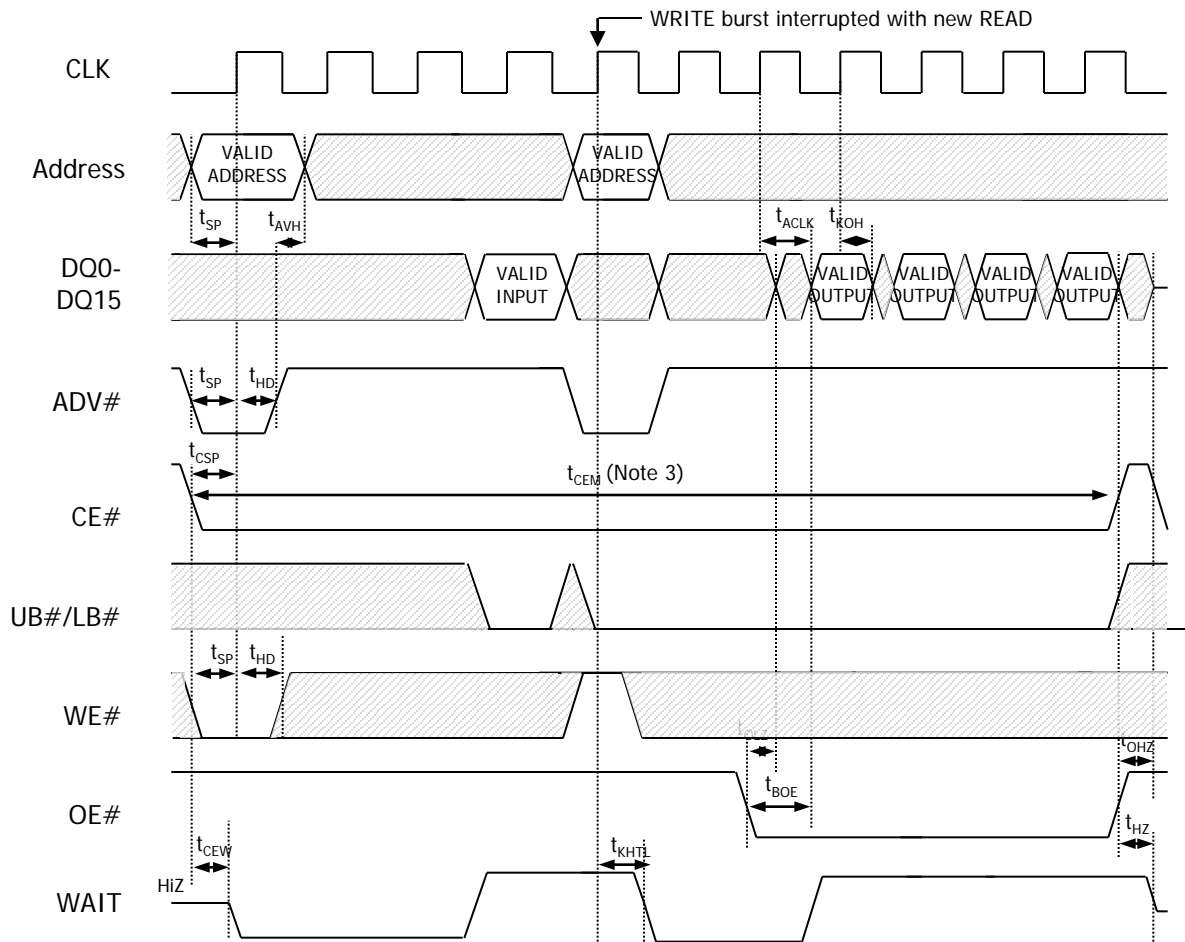 WRITE burst interrupted with new READ
CLK
Address
VALID
ADDRESS
VALID
ADDRESS
tSP
tAVH
tACLK
tKOH
DQ0-
DQ15
VALID
INPUT
VALID
OUTPUT
VALID
OUTPUT
VALID
OUTPUT
VALID
OUTPUT
ADV#
tSP
tHD
tCSP
tCEM (Note 3)
CE#
UB#/LB#
tSP
tHD
WE#
tOLZ
tOHZ
OE#
tBOE
tCEW
tKHTL
tHZ
HiZ
WAIT